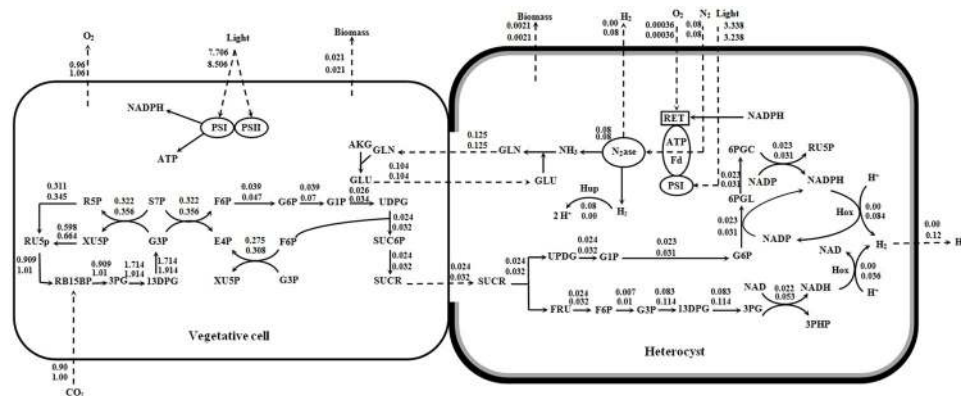 Biomass
0.0021
0.0021
H₂
0.00
0.08
O₂
0.00036
0.00036
N₂
0.08
0.08
Light
3.338
3.238
O₂
0.96
1.06
Light
7.706
8.506
Biomass
0.021
0.021
NADPH
PSI
PSII
ATP
AKG
GLN
0.125
0.125
GLN
NH₃
0.08
0.08
N₂ase
RET
NADPH
ATP
Fd
PSI
GLU
0.104
0.104
GLU
Hup
0.08
0.00
2 H⁺
H₂
6PGC
0.023
0.031
RU5P
NADP
NADPH
H⁺
0.023
0.031
6PGL
0.023
0.031
NADP
Hox
0.00
0.084
H₂
0.00
0.12
H
NAD
Hox
0.00
0.036
H⁺
0.311
0.345
R5P
0.322
0.356
S7P
0.322
0.356
F6P
0.039
0.047
G6P
0.039
0.07
G1P
0.026
0.034
UDPG
0.024
0.032
SUC6P
0.024
0.032
SUCR
RU5p
0.598
0.664
XU5P
G3P
E4P
0.275
0.308
F6P
XU5P
G3P
0.909
1.01
RB15BP
0.909
1.01
3PG
1.714
1.914
13DPG
1.714
1.914
0.024
0.032
SUCR
0.024
0.032
UPDG
0.024
0.032
G1P
0.023
0.031
G6P
FRU
0.024
0.032
F6P
0.007
0.01
G3P
0.083
0.114
13DPG
0.083
0.114
3PG
NAD
0.022
0.053
NADH
3PHP
Vegetative cell
Heterocyst
0.90
1.00
CO₂